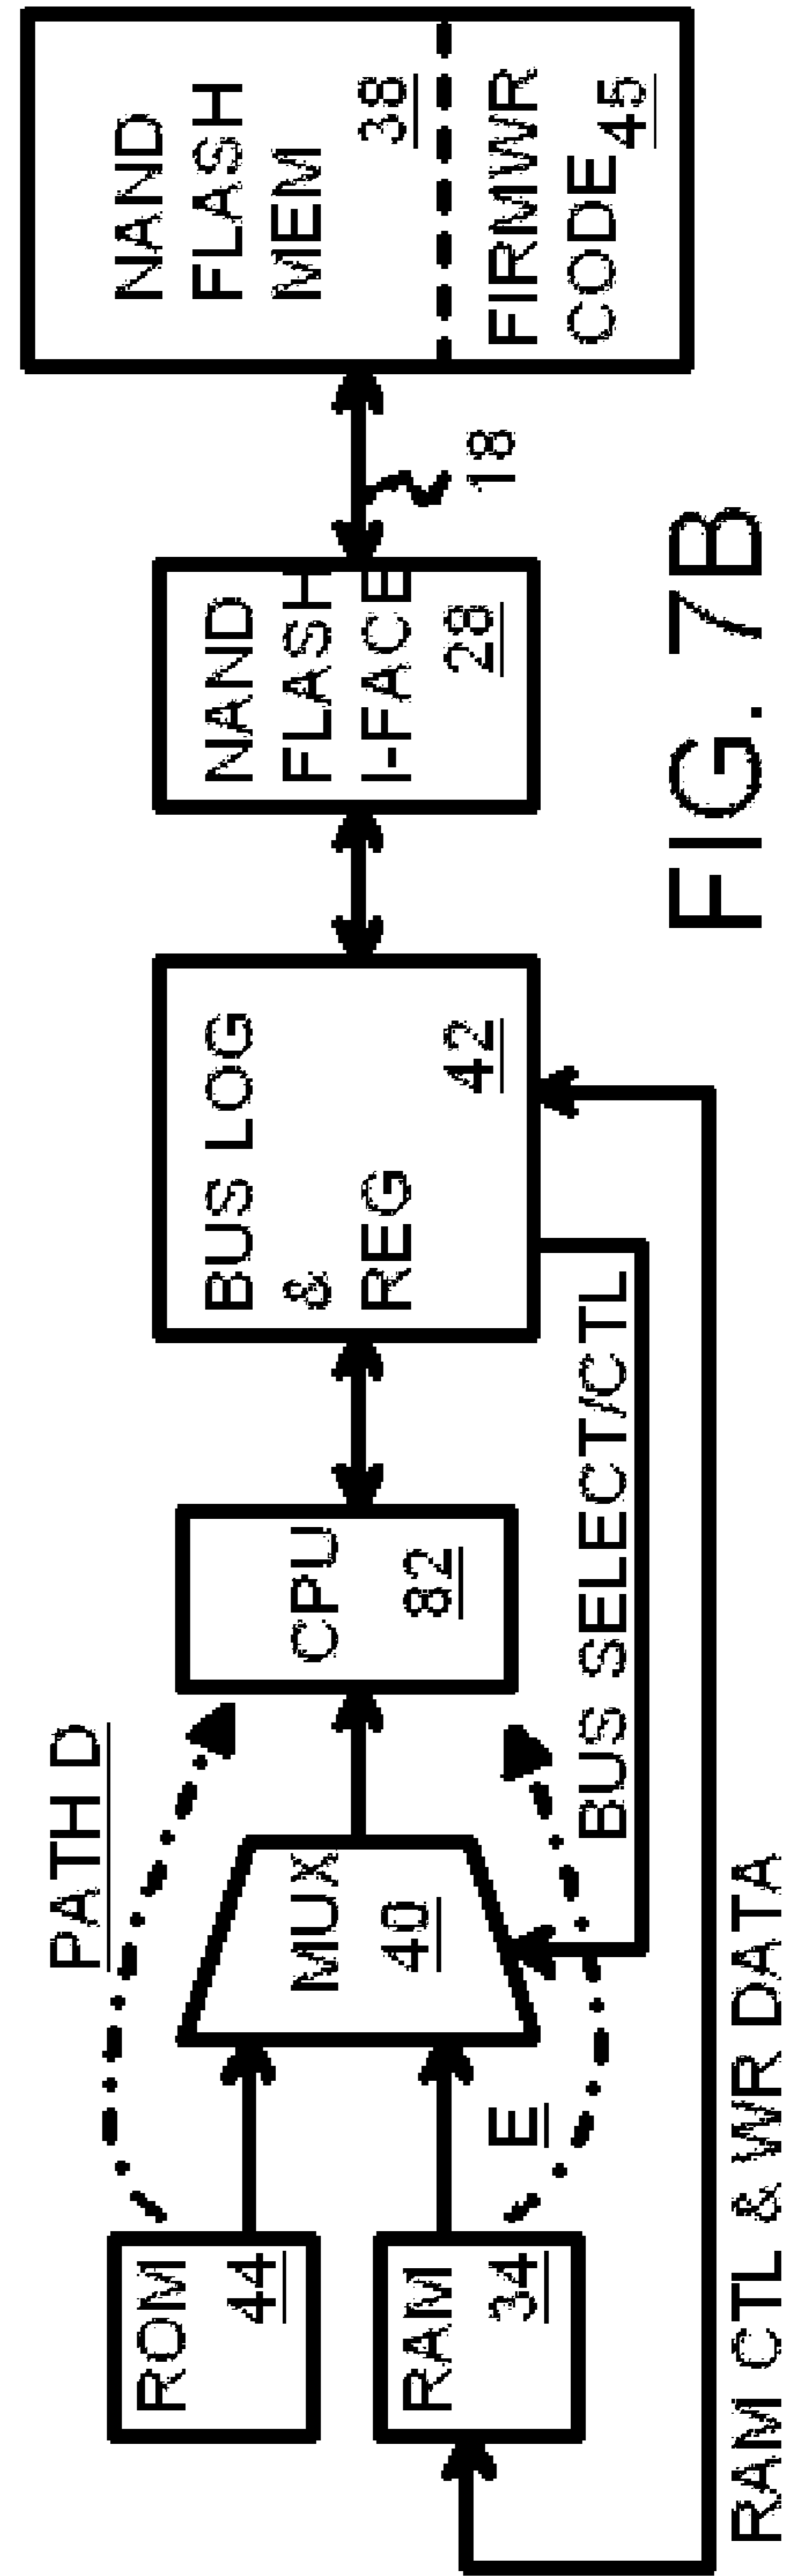 ROM
44
RAM
34
PATH D
E
MUX
40
CPU
82
BUS SELECT/CTL
RAM CTL & WR DATA
BUS LOG
&
REG
42
NAND
FLASH
I-FACE
28
18
NAND
FLASH
MEM
38
FIRMWR
CODE 45
FIG. 7B